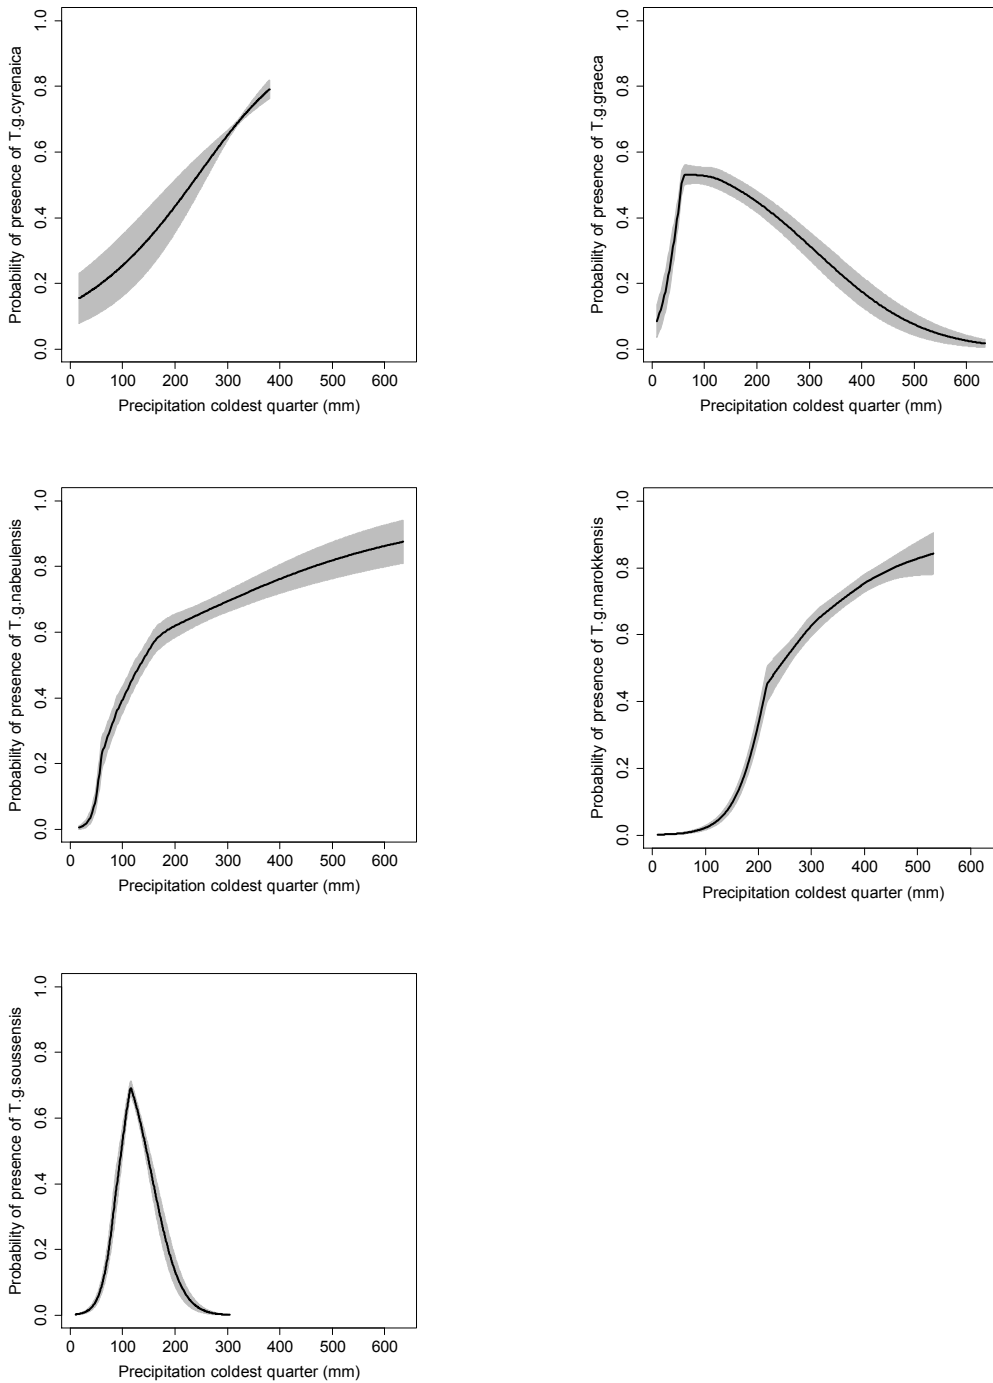 Probability of presence of T.g.cyrenaica
1.0
0.8
0.6
0.4
0.2
0.0
0 100 200 300 400 500 600
Precipitation coldest quarter (mm)
Probability of presence of T.g.graeca
1.0
0.8
0.6
0.4
0.2
0.0
0 100 200 300 400 500 600
Precipitation coldest quarter (mm)
Probability of presence of T.g.nabeulensis
1.0
0.8
0.6
0.4
0.2
0.0
0 100 200 300 400 500 600
Precipitation coldest quarter (mm)
Probability of presence of T.g.marokkensis
1.0
0.8
0.6
0.4
0.2
0.0
0 100 200 300 400 500 600
Precipitation coldest quarter (mm)
Probability of presence of T.g.soussensis
1.0
0.8
0.6
0.4
0.2
0.0
0 100 200 300 400 500 600
Precipitation coldest quarter (mm)